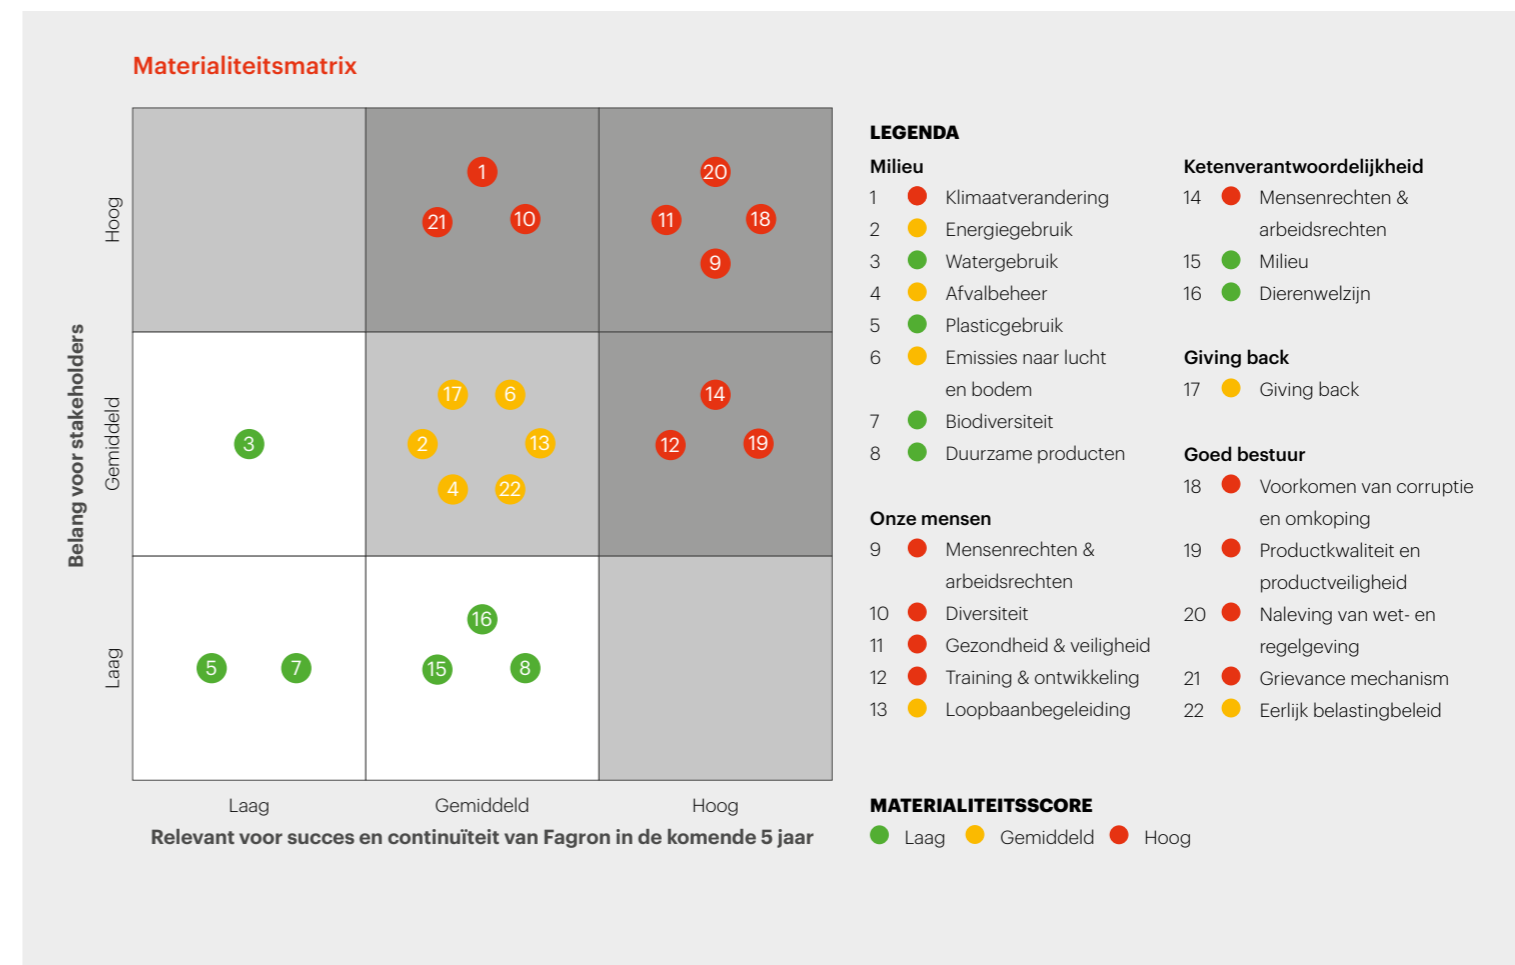 Materialiteitsmatrix
Belang voor stakeholders
Hoog
Gemiddeld
Laag
1
21
10
20
11
18
9
3
17
6
2
13
4
22
14
12
19
5
7
16
15
8
Laag
Gemiddeld
Hoog
Relevant voor succes en continuïteit van Fagron in de komende 5 jaar
LEGENDA
Milieu
1 Klimaatverandering
2 Energiegebruik
3 Watergebruik
4 Afvalbeheer
5 Plasticgebruik
6 Emissies naar lucht
en bodem
7 Biodiversiteit
8 Duurzame producten
Onze mensen
9 Mensenrechten &
arbeidsrechten
10 Diversiteit
11 Gezondheid & veiligheid
12 Training & ontwikkeling
13 Loopbaanbegeleiding
Ketenverantwoordelijkheid
14 Mensenrechten &
arbeidsrechten
15 Milieu
16 Dierenwelzijn
Giving back
17 Giving back
Goed bestuur
18 Voorkomen van corruptie
en omkoping
19 Productkwaliteit en
productveiligheid
20 Naleving van wet- en
regelgeving
21 Grievance mechanism
22 Eerlijk belastingbeleid
MATERIALITEITSSCORE
Laag Gemiddeld Hoog